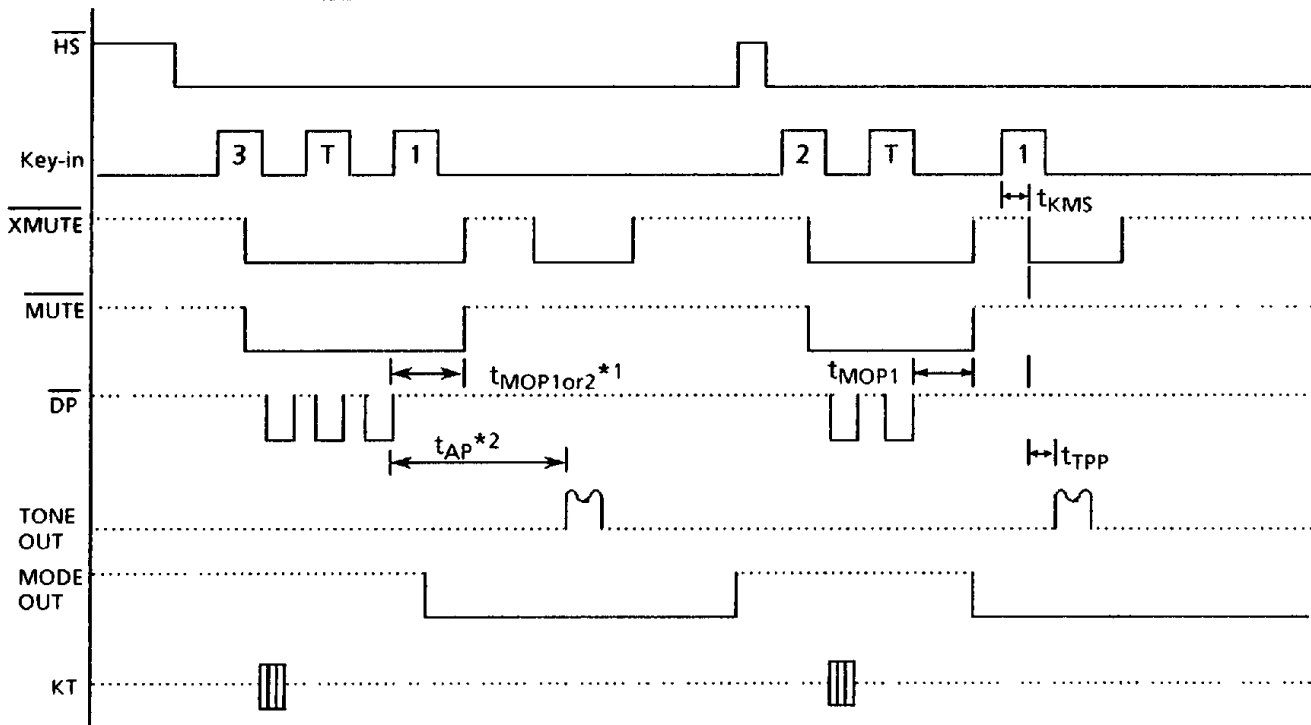 HS
Key-in 3 T 1 2 T 1
tKMS
XMUTE
MUTE
tMOP1or2*1 tMOP1
DP
tAP*2 tTPP
TONE
OUT
MODE
OUT
KT